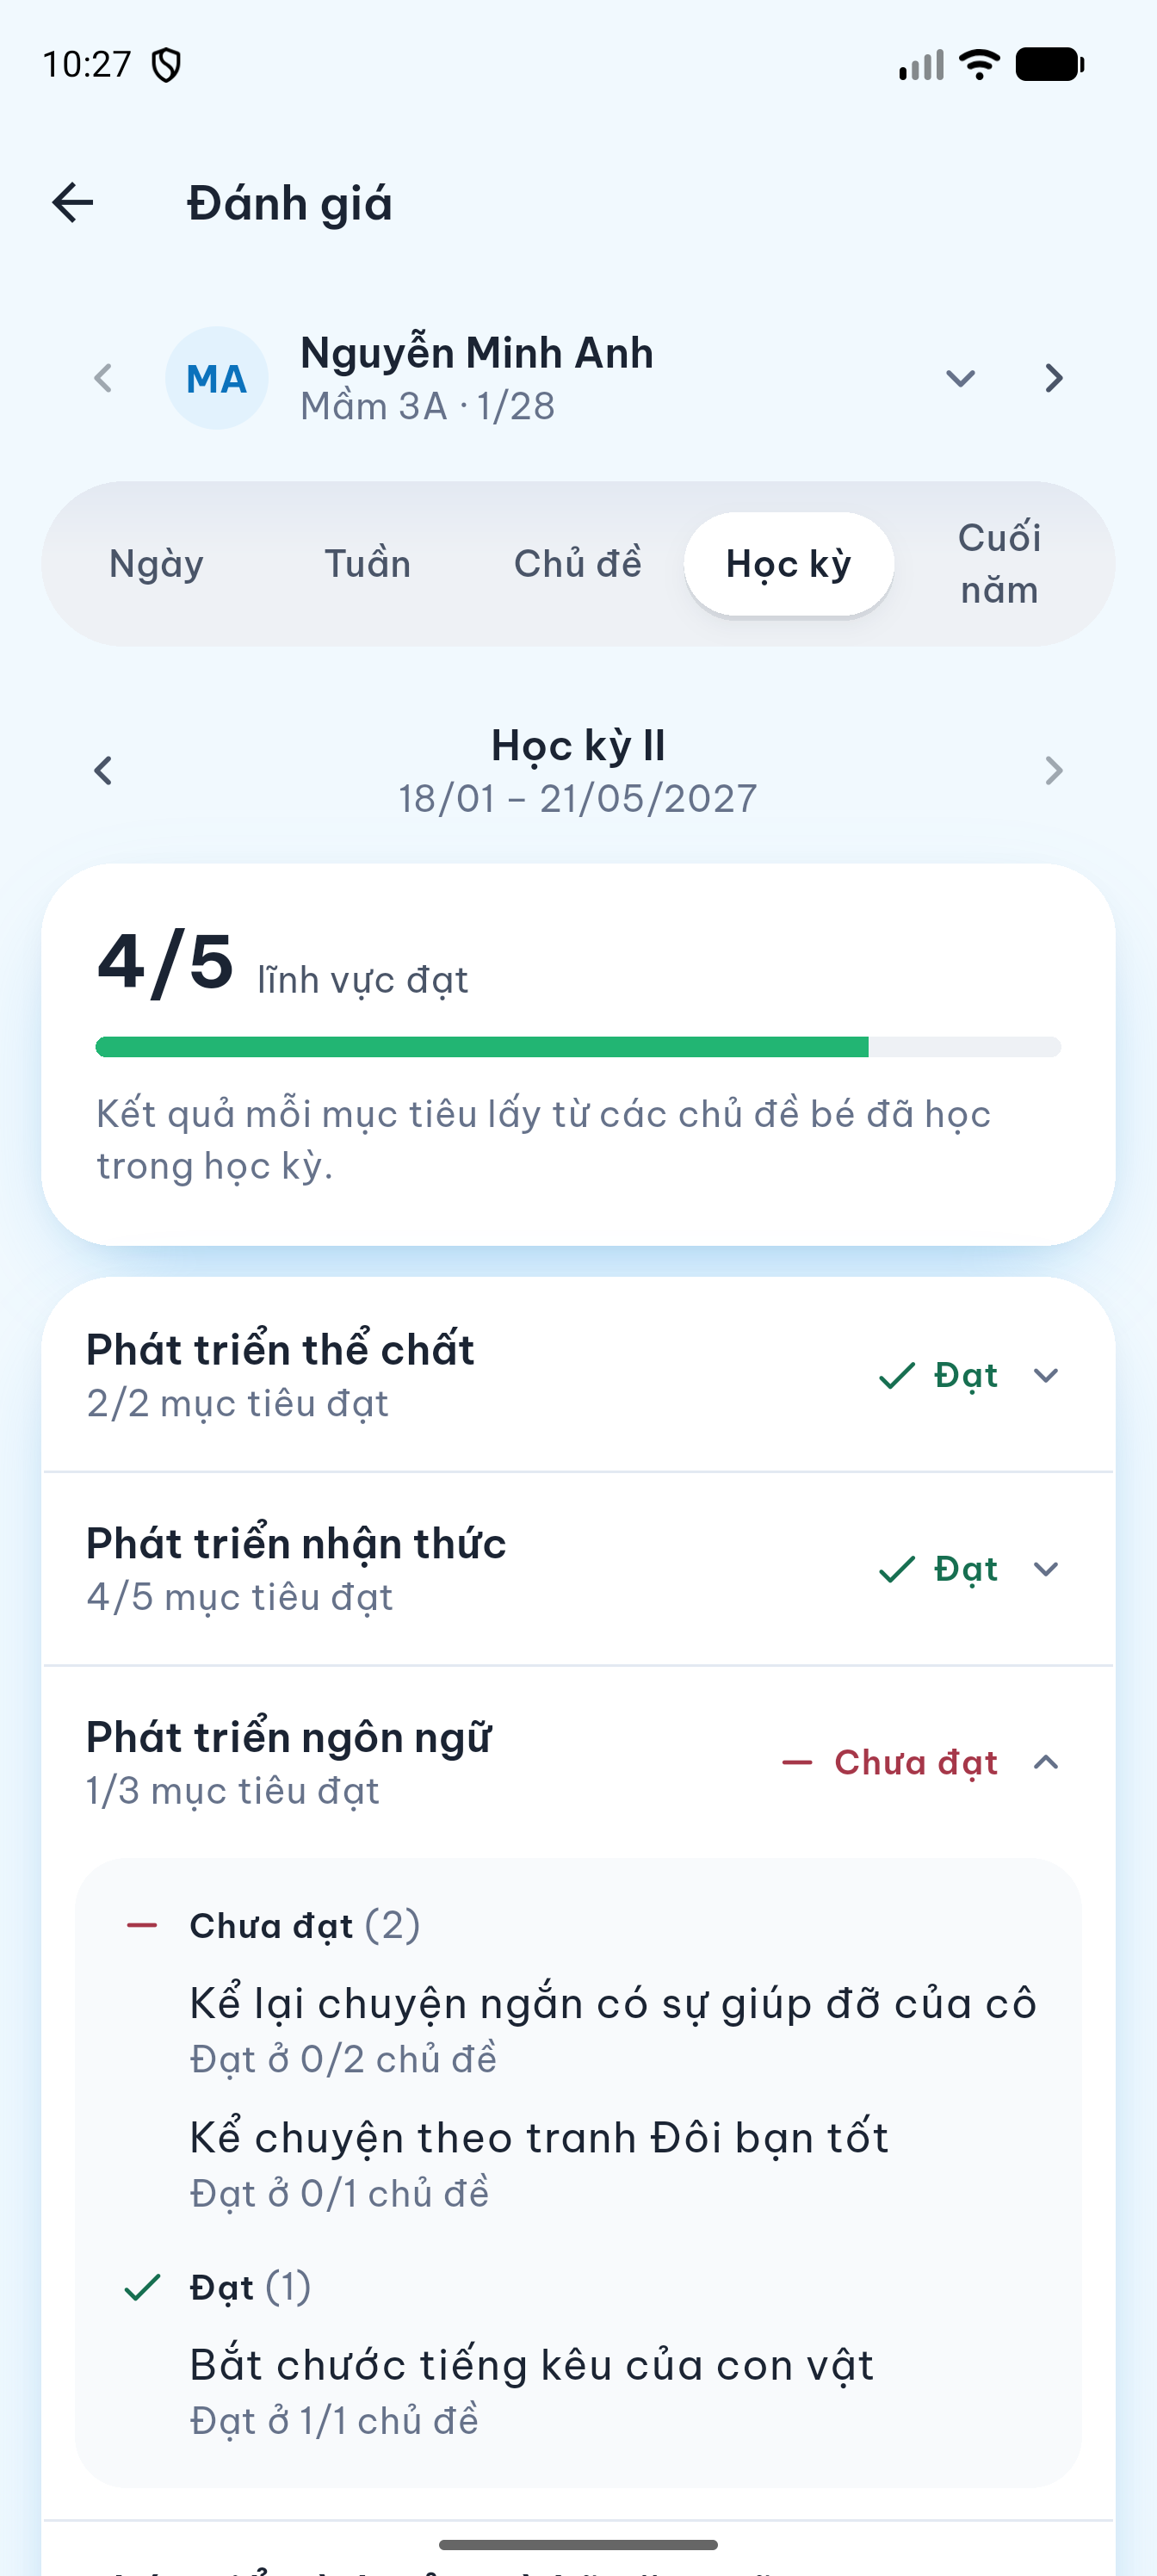 10:27
Đánh giá
MA
Nguyễn Minh Anh
Mầm 3A · 1/28
Ngày
Tuần
Chủ đề
Học kỳ
Cuối
năm
Học kỳ II
18/01 – 21/05/2027
4/5 lĩnh vực đạt
Kết quả mỗi mục tiêu lấy từ các chủ đề bé đã học
trong học kỳ.
Phát triển thể chất
2/2 mục tiêu đạt
Đạt
Phát triển nhận thức
4/5 mục tiêu đạt
Đạt
Phát triển ngôn ngữ
1/3 mục tiêu đạt
Chưa đạt
Chưa đạt (2)
Kể lại chuyện ngắn có sự giúp đỡ của cô
Đạt ở 0/2 chủ đề
Kể chuyện theo tranh Đôi bạn tốt
Đạt ở 0/1 chủ đề
Đạt (1)
Bắt chước tiếng kêu của con vật
Đạt ở 1/1 chủ đề